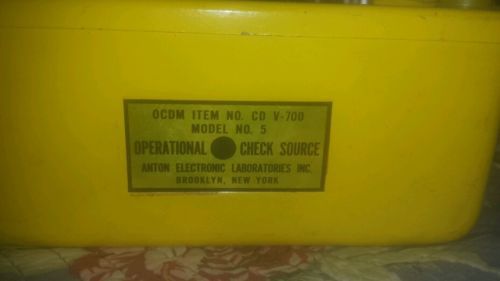 OCDM ITEM NO. CD V-700
MODEL NO. 5
OPERATIONAL CHECK SOURCE
ANTON ELECTRONIC LABORATORIES INC.
BROOKLYN, NEW YORK